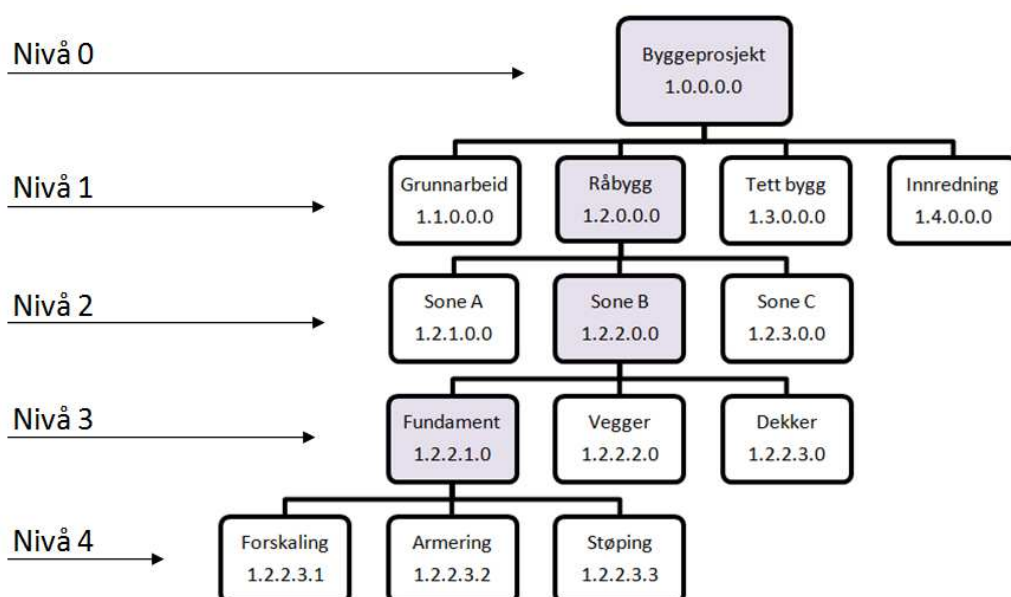 Nivå 0
Byggeprosjekt
1.0.0.0.0
Nivå 1
Grunnarbeid
1.1.0.0.0
Råbygg
1.2.0.0.0
Tett bygg
1.3.0.0.0
Innredning
1.4.0.0.0
Nivå 2
Sone A
1.2.1.0.0
Sone B
1.2.2.0.0
Sone C
1.2.3.0.0
Nivå 3
Fundament
1.2.2.1.0
Vegger
1.2.2.2.0
Dekker
1.2.2.3.0
Nivå 4
Forskaling
1.2.2.3.1
Armering
1.2.2.3.2
Støping
1.2.2.3.3